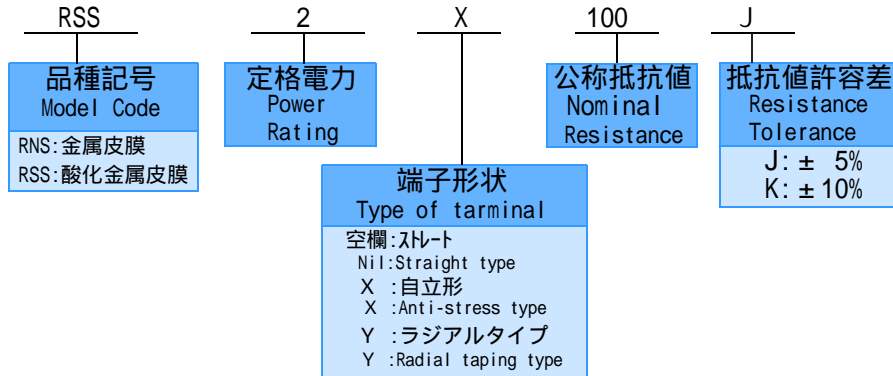 RSS 2 X 100 J
品種記号
Model Code
RNS:金属皮膜
RSS:酸化金属皮膜
定格電力
Power
Rating
端子形状
Type of tarminal
空欄:ｽﾄﾚｰﾄ
Nil:Straight type
X :自立形
X :Anti-stress type
Y :ラジアルタイプ
Y :Radial taping type
公称抵抗値
Nominal
Resistance
抵抗値許容差
Resistance
Tolerance
J: ± 5%
K: ±10%